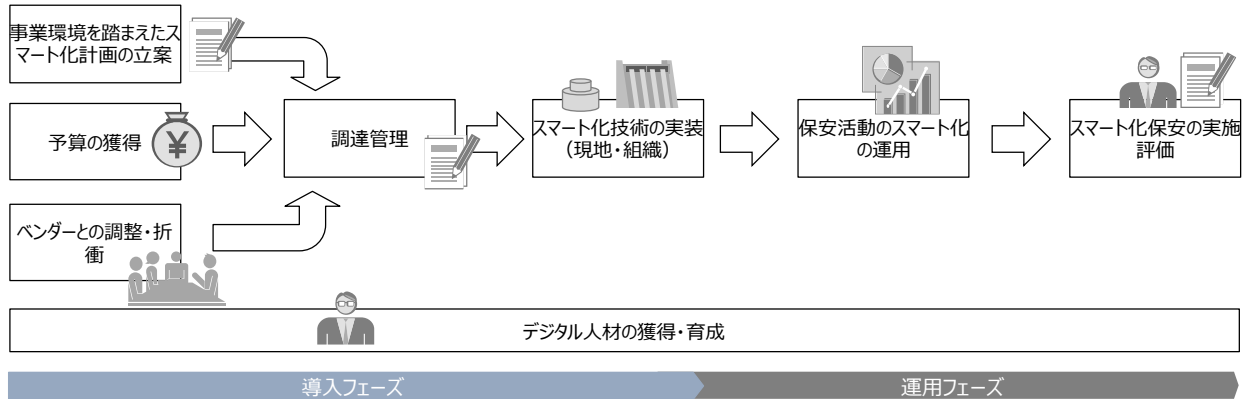 事業環境を踏まえたス
マート化計画の立案
予算の獲得
¥
ベンダーとの調整・折
衝
調達管理
スマート化技術の実装
（現地・組織）
保安活動のスマート化
の運用
スマート化保安の実施
評価
デジタル人材の獲得・育成
導入フェーズ
運用フェーズ